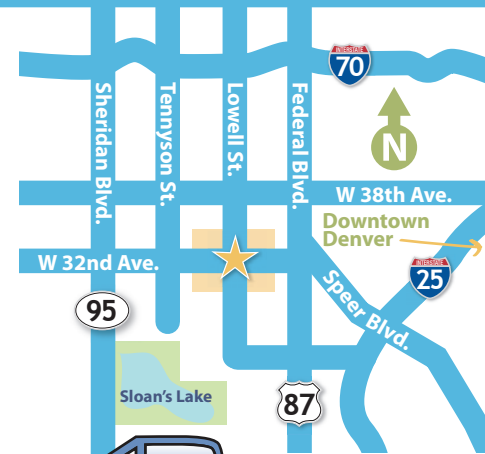 INTERSTATE
70
Sheridan Blvd.
Tennyson St.
Lowell St.
Federal Blvd.
N
W 38th Ave.
Downtown
Denver
W 32nd Ave.
INTERSTATE
25
Speer Blvd.
95
Sloan's Lake
87